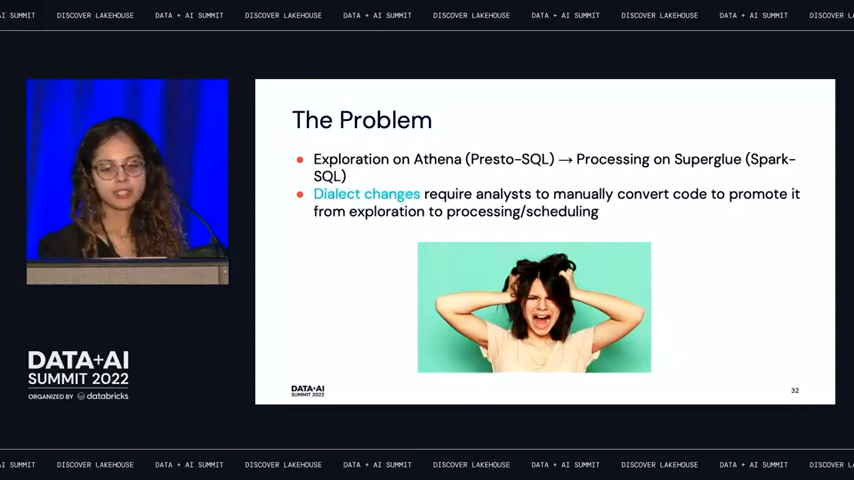 AI SUMMIT DISCOVER LAKEHOUSE DATA + AI SUMMIT DISCOVER LAKEHOUSE DATA + AI SUMMIT DISCOVER LAKEHOUSE DATA + AI SUMMIT DISCOVER LAKEHOUSE DATA + AI SUMMIT DISCOVER LA
The Problem
• Exploration on Athena (Presto-SQL) → Processing on Superglue (Spark-
SQL)
• Dialect changes require analysts to manually convert code to promote it
from exploration to processing/scheduling
DATA+AI
SUMMIT 2022
32
DATA+AI
SUMMIT 2022
ORGANIZED BY databricks
AI SUMMIT DISCOVER LAKEHOUSE DATA + AI SUMMIT DISCOVER LAKEHOUSE DATA + AI SUMMIT DISCOVER LAKEHOUSE DATA + AI SUMMIT DISCOVER LAKEHOUSE DATA + AI SUMMIT DISCOVER LA